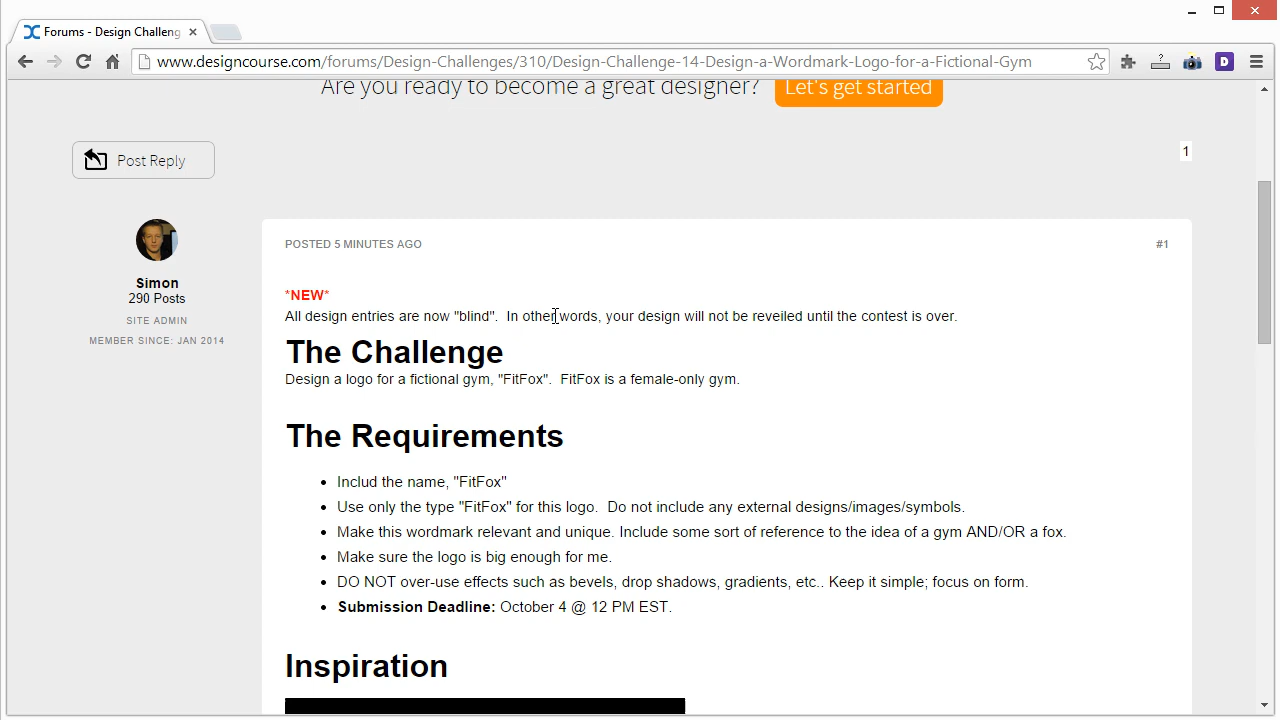 Forums - Design Challeng
www.designcourse.com/forums/Design-Challenges/310/Design-Challenge-14-Design-a-Wordmark-Logo-for-a-Fictional-Gym
Are you ready to become a great designer?
Let's get started
Post Reply
1
Simon
290 Posts
SITE ADMIN
MEMBER SINCE: JAN 2014
POSTED 5 MINUTES AGO
#1
*NEW*
All design entries are now "blind".  In other words, your design will not be reveiled until the contest is over.
The Challenge
Design a logo for a fictional gym, "FitFox".  FitFox is a female-only gym.
The Requirements
• Includ the name, "FitFox"
• Use only the type "FitFox" for this logo.  Do not include any external designs/images/symbols.
• Make this wordmark relevant and unique. Include some sort of reference to the idea of a gym AND/OR a fox.
• Make sure the logo is big enough for me.
• DO NOT over-use effects such as bevels, drop shadows, gradients, etc.. Keep it simple; focus on form.
• Submission Deadline: October 4 @ 12 PM EST.
Inspiration